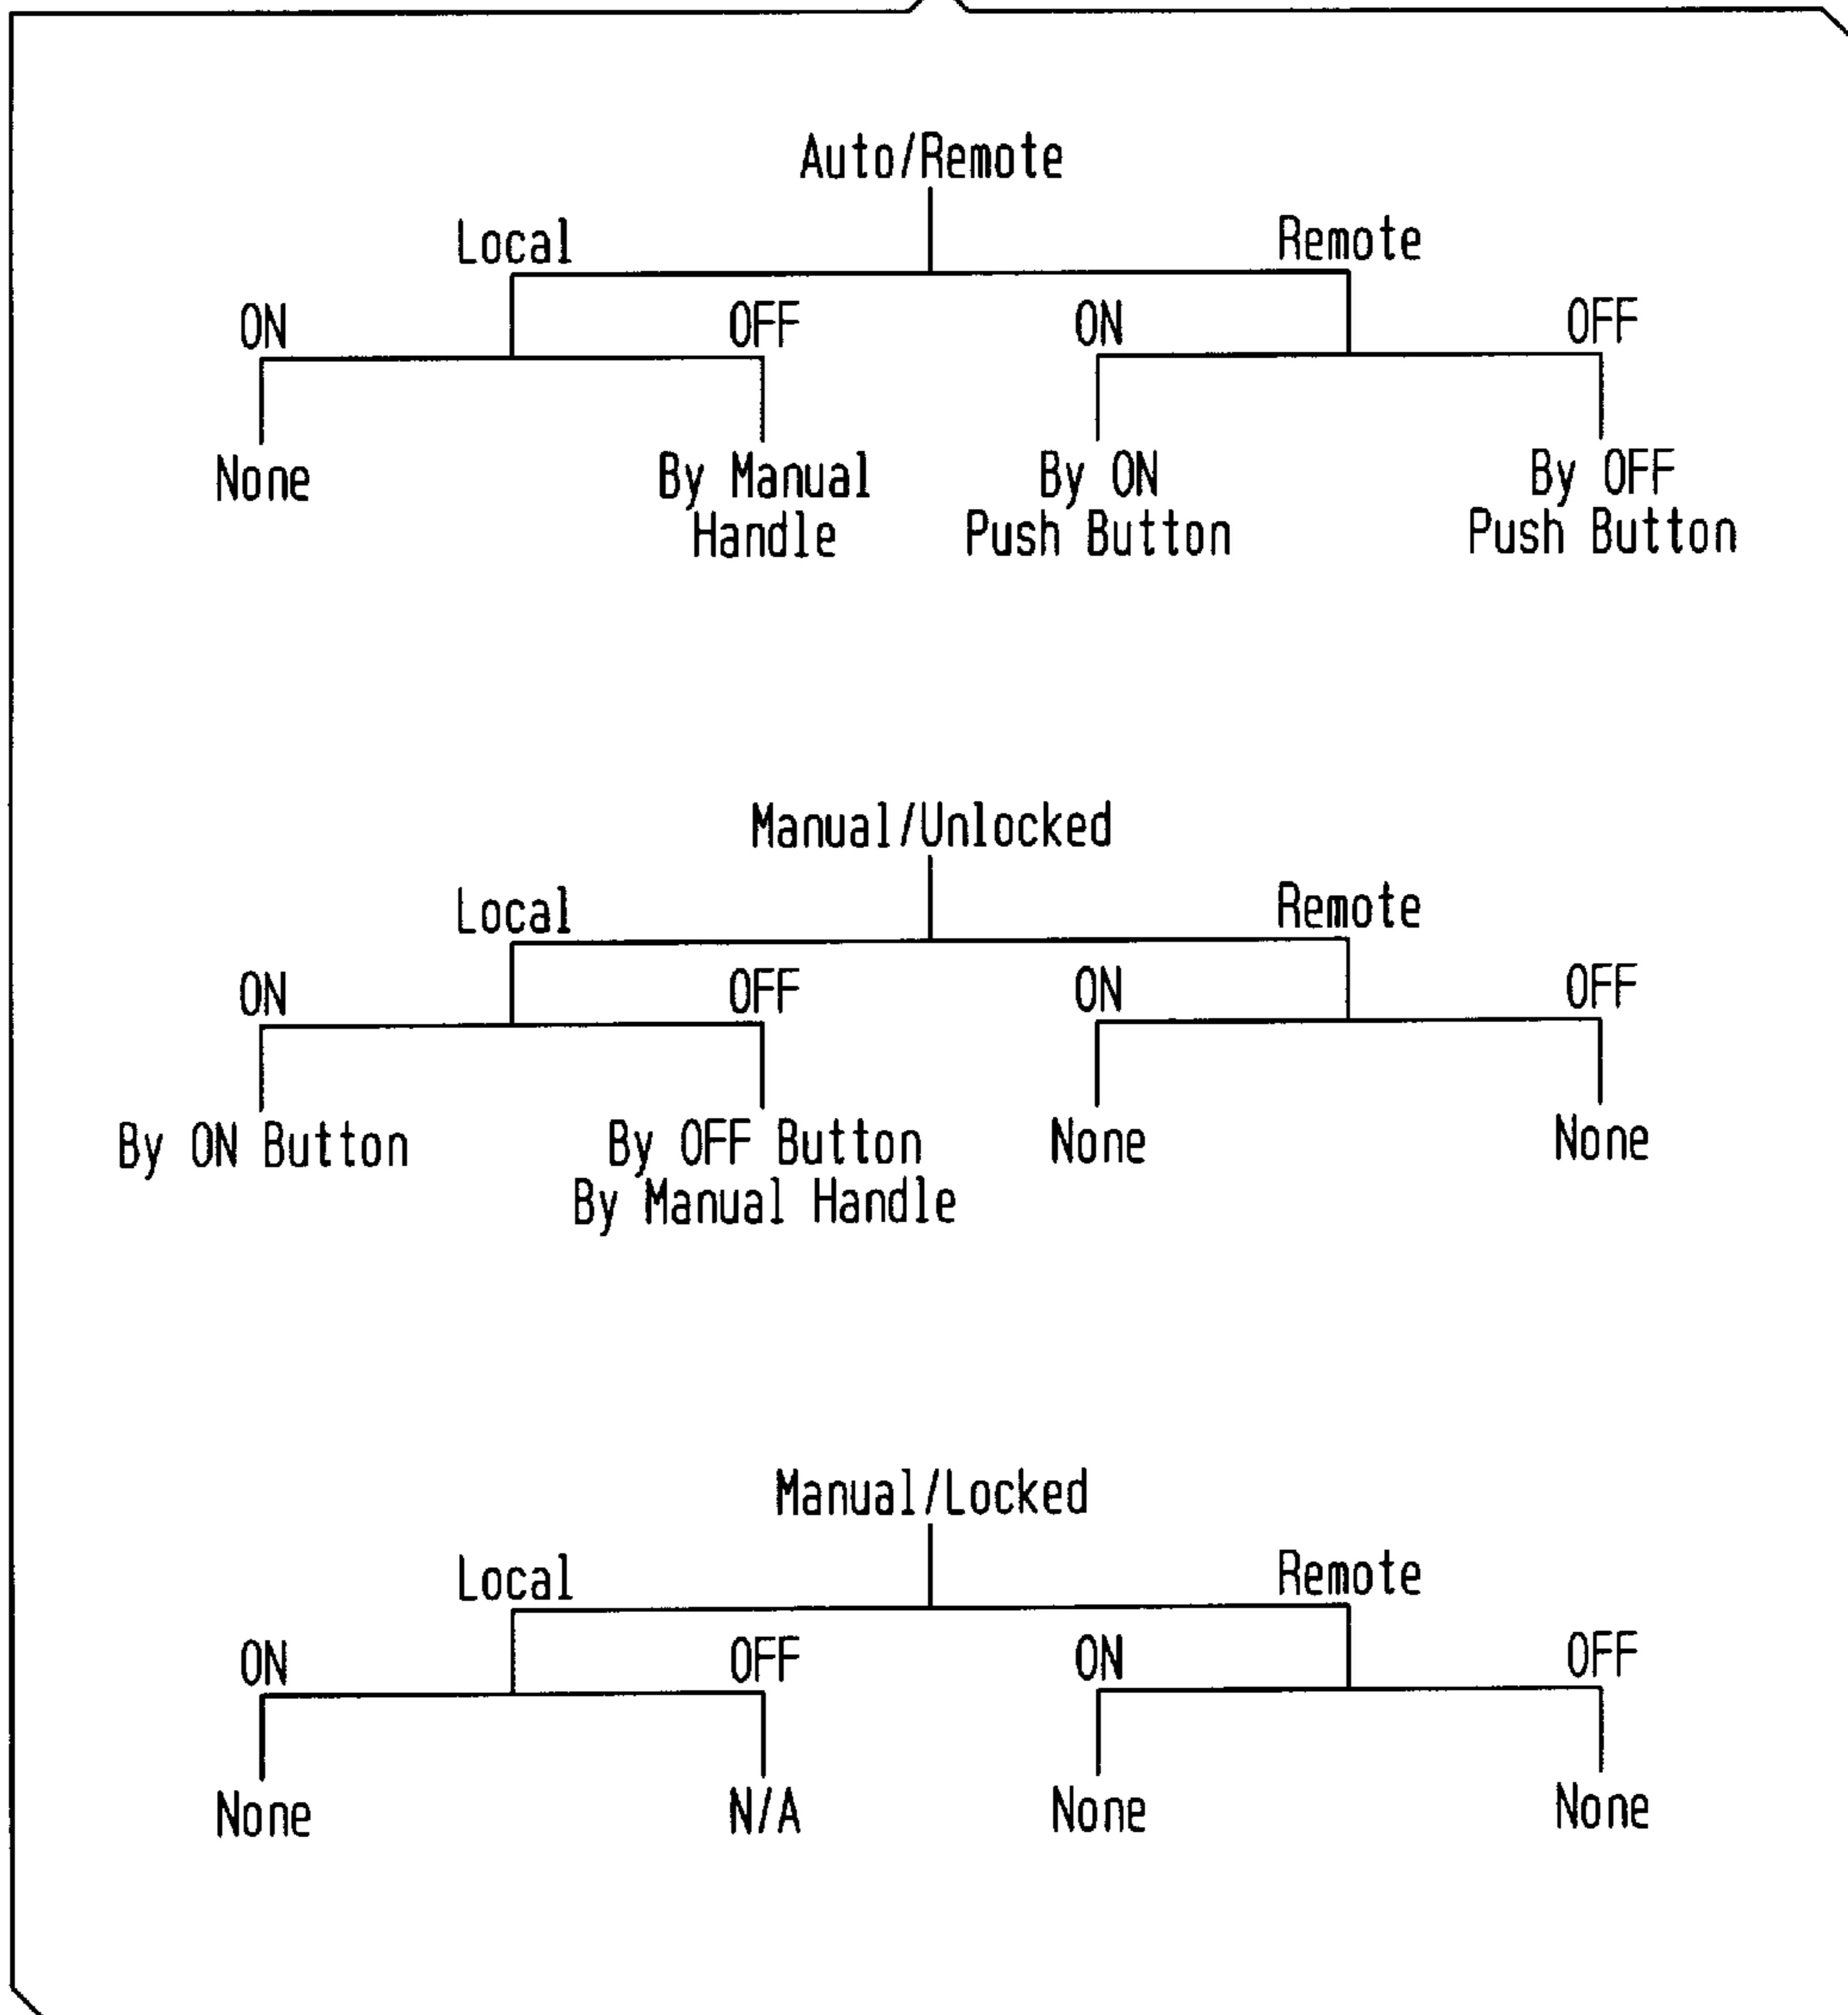 Auto/Remote
Local
Remote
ON
OFF
ON
OFF
None
By Manual
Handle
By ON
Push Button
By OFF
Push Button
Manual/Unlocked
Local
Remote
ON
OFF
ON
OFF
By ON Button
By OFF Button
By Manual Handle
None
None
Manual/Locked
Local
Remote
ON
OFF
ON
OFF
None
N/A
None
None